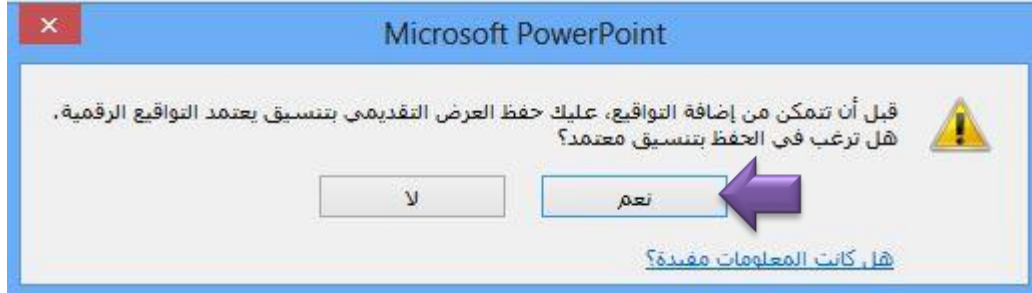 Microsoft PowerPoint
قبل أن تتمكن من إضافة التواقيع، عليك حفظ العرض التقديمي بتنسيق يعتمد التواقيع الرقمية.
هل ترغب في الحفظ بتنسيق معتمد؟
نعم
لا
هل كانت المعلومات مفيدة؟